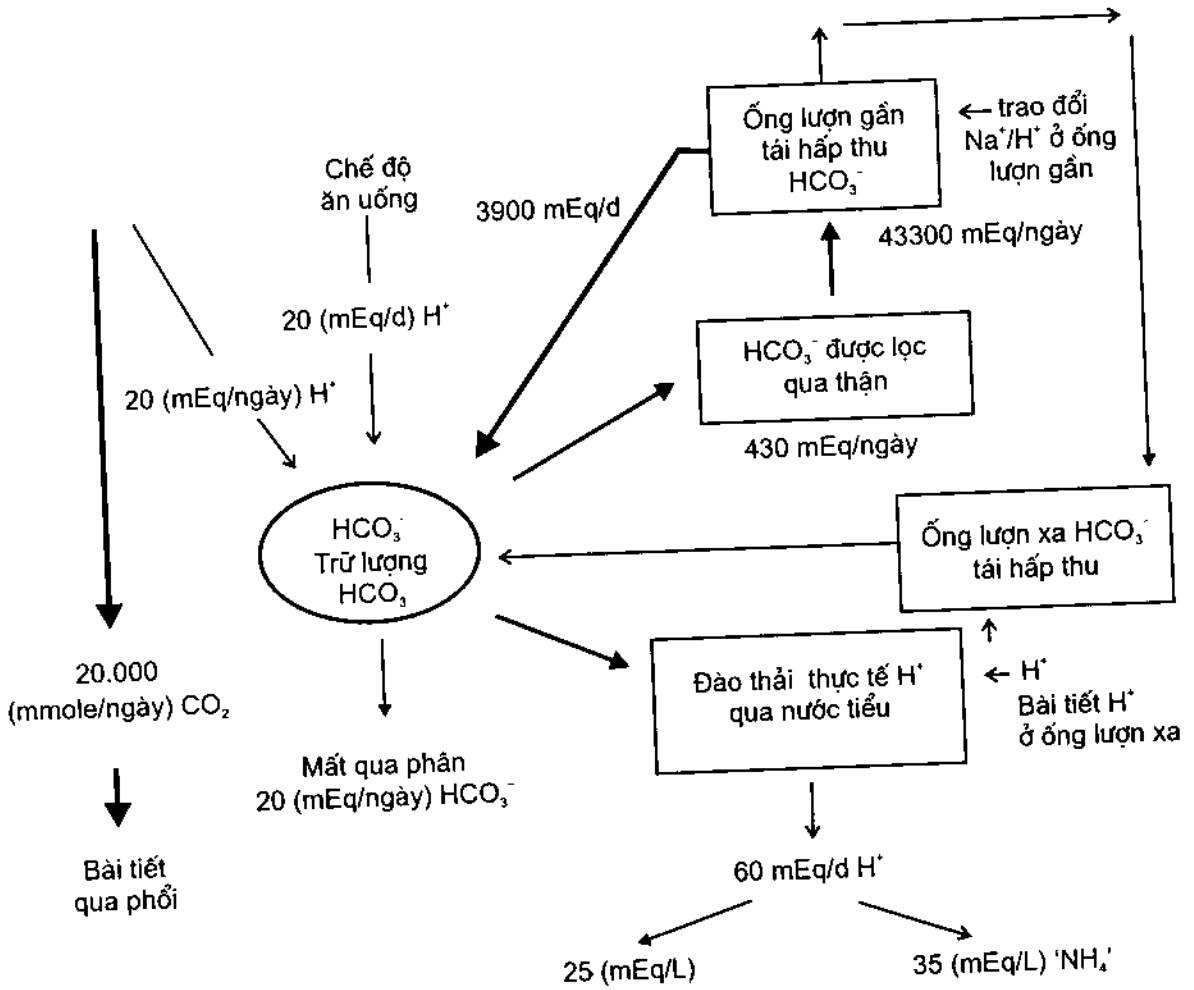 Ống lượn gần
tái hấp thu
HCO₃⁻
← trao đổi
Na⁺/H⁺ ở ống
lượn gần
Chế độ
ăn uống
3900 mEq/d
43300 mEq/ngày
20 (mEq/d) H⁺
HCO₃⁻ được lọc
qua thận
20 (mEq/ngày) H⁺
430 mEq/ngày
HCO₃⁻
Trữ lượng
HCO₃
Ống lượn xa HCO₃⁻
tái hấp thu
20.000
(mmole/ngày) CO₂
Đào thải thực tế H⁺
qua nước tiểu
← H⁺
Bài tiết H⁺
ở ống lượn xa
Mất qua phân
20 (mEq/ngày) HCO₃⁻
Bài tiết
qua phổi
60 mEq/d H⁺
25 (mEq/L)
35 (mEq/L) ‘NH₄’